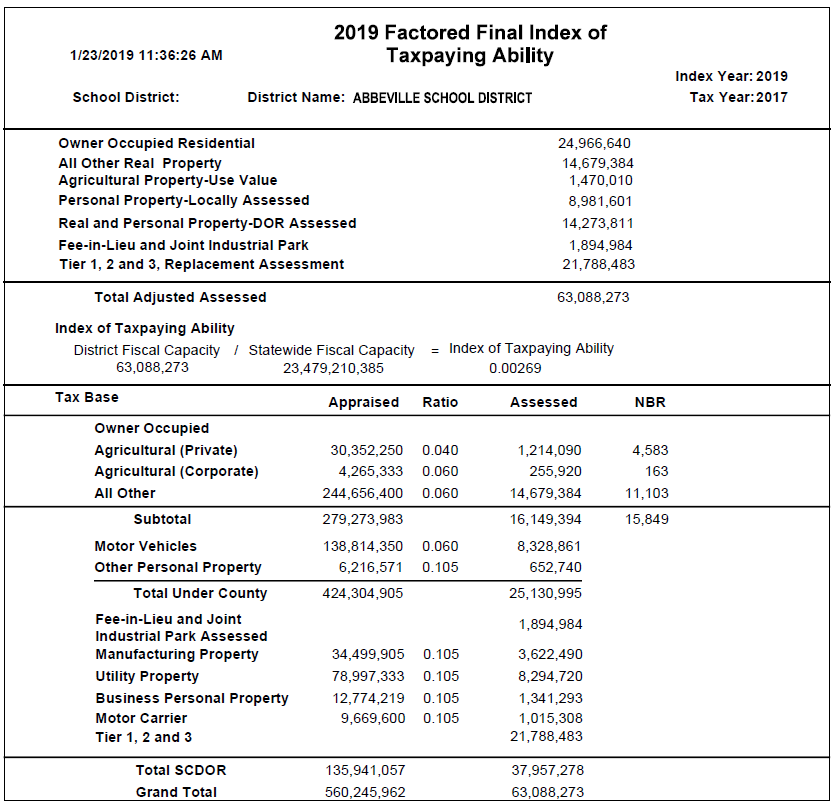 2019 Factored Final Index of
Taxpaying Ability
1/23/2019 11:36:26 AM
Index Year: 2019
School District: District Name: ABBEVILLE SCHOOL DISTRICT Tax Year: 2017
Owner Occupied Residential 24,966,640
All Other Real Property 14,679,384
Agricultural Property-Use Value 1,470,010
Personal Property-Locally Assessed 8,981,601
Real and Personal Property-DOR Assessed 14,273,811
Fee-in-Lieu and Joint Industrial Park 1,894,984
Tier 1, 2 and 3, Replacement Assessment 21,788,483
Total Adjusted Assessed 63,088,273
Index of Taxpaying Ability
District Fiscal Capacity / Statewide Fiscal Capacity = Index of Taxpaying Ability
63,088,273 23,479,210,385 0.00269
Tax Base Appraised Ratio Assessed NBR
Owner Occupied
Agricultural (Private) 30,352,250 0.040 1,214,090 4,583
Agricultural (Corporate) 4,265,333 0.060 255,920 163
All Other 244,656,400 0.060 14,679,384 11,103
Subtotal 279,273,983 16,149,394 15,849
Motor Vehicles 138,814,350 0.060 8,328,861
Other Personal Property 6,216,571 0.105 652,740
Total Under County 424,304,905 25,130,995
Fee-in-Lieu and Joint
Industrial Park Assessed 1,894,984
Manufacturing Property 34,499,905 0.105 3,622,490
Utility Property 78,997,333 0.105 8,294,720
Business Personal Property 12,774,219 0.105 1,341,293
Motor Carrier 9,669,600 0.105 1,015,308
Tier 1, 2 and 3 21,788,483
Total SCDOR 135,941,057 37,957,278
Grand Total 560,245,962 63,088,273